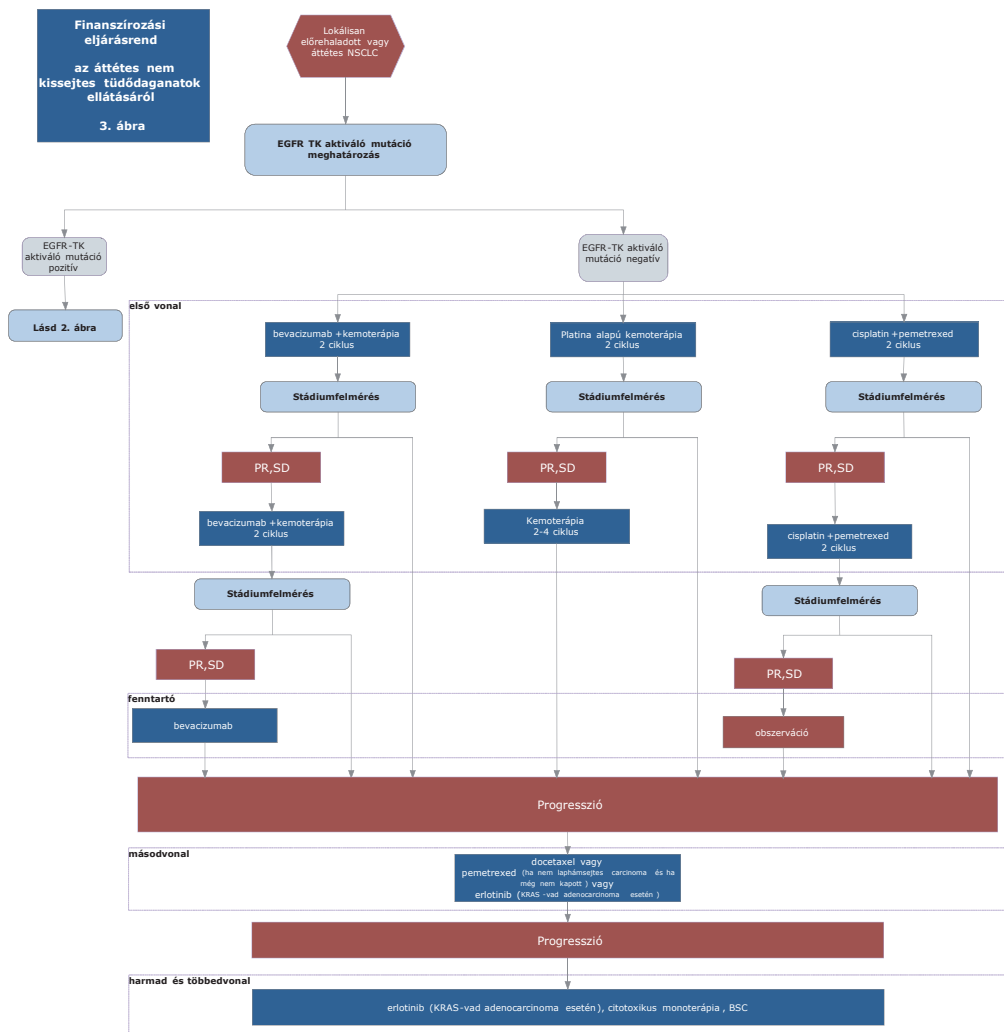 Finanszírozási
eljárásrend
az áttétes nem
kissejtes tüdődaganatok
ellátásáról
3. ábra
Lokálisan
előrehaladott vagy
áttétes NSCLC
EGFR TK aktiváló mutáció
meghatározás
EGFR-TK
aktiváló mutáció
pozitív
EGFR-TK aktiváló
mutáció negatív
Lásd 2. ábra
első vonal
bevacizumab +kemoterápia
2 ciklus
Platina alapú kemoterápia
2 ciklus
cisplatin +pemetrexed
2 ciklus
Stádiumfelmérés
Stádiumfelmérés
Stádiumfelmérés
PR,SD
PR,SD
PR,SD
bevacizumab +kemoterápia
2 ciklus
Kemoterápia
2-4 ciklus
cisplatin +pemetrexed
2 ciklus
Stádiumfelmérés
Stádiumfelmérés
PR,SD
PR,SD
fenntartó
bevacizumab
obszerváció
Progresszió
másodvonal
docetaxel vagy
pemetrexed (ha nem laphámsejtes carcinoma és ha
még nem kapott ) vagy
erlotinib (KRAS -vad adenocarcinoma esetén )
Progresszió
harmad és többedvonal
erlotinib (KRAS-vad adenocarcinoma esetén), citotoxikus monoterápia , BSC